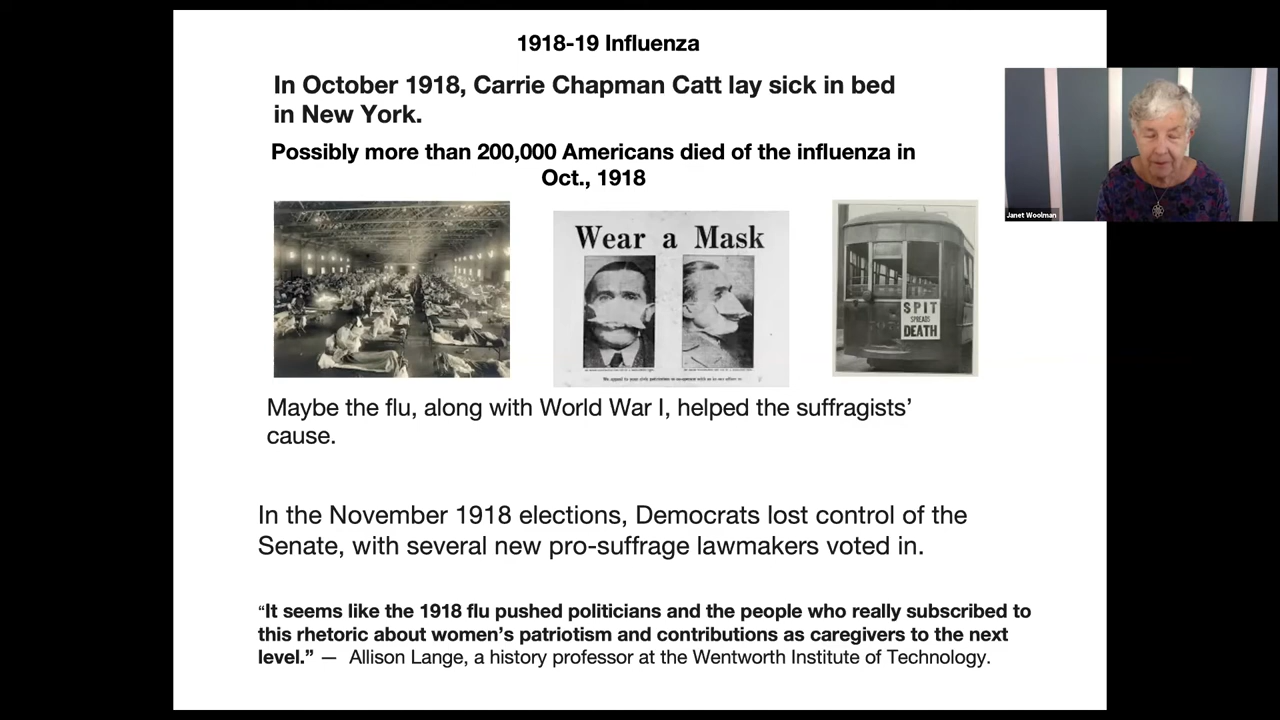 1918-19 Influenza
In October 1918, Carrie Chapman Catt lay sick in bed
in New York.
Possibly more than 200,000 Americans died of the influenza in
Oct., 1918
Janet Woolman
Wear a Mask
SPIT
SPREADS
DEATH
Maybe the flu, along with World War I, helped the suffragists’
cause.
In the November 1918 elections, Democrats lost control of the
Senate, with several new pro-suffrage lawmakers voted in.
“It seems like the 1918 flu pushed politicians and the people who really subscribed to
this rhetoric about women’s patriotism and contributions as caregivers to the next
level.” — Allison Lange, a history professor at the Wentworth Institute of Technology.